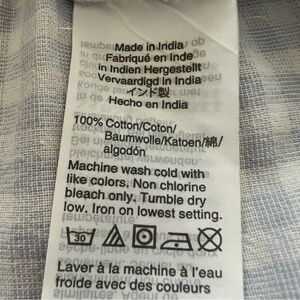 Made in India
Fabriqué en Inde
in Indien Hergestellt
Vervaardigd in India
インド製
Hecho en India
100% Cotton/Coton/
Baumwolle/Katoen/綿/
algodón
Machine wash cold with
like colors. Non chlorine
bleach only. Tumble dry
low. Iron on lowest setting.
30
Laver à la machine à l'eau
froide avec des couleurs